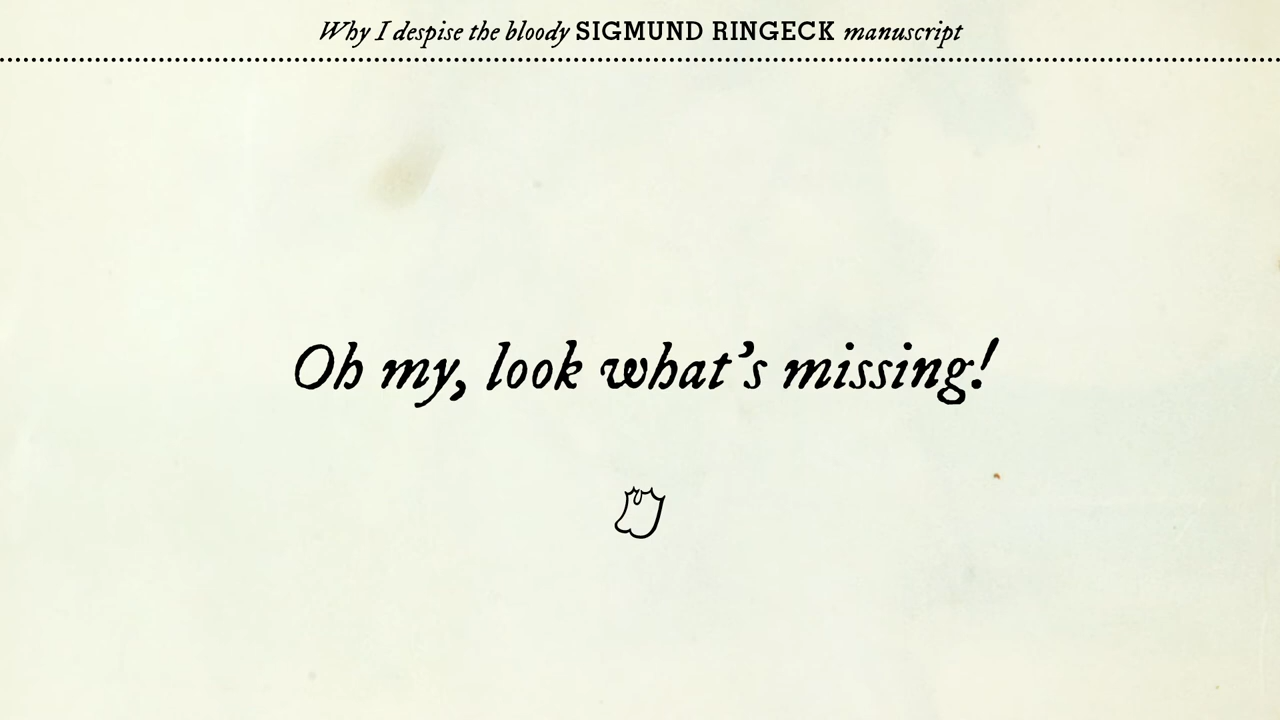 Why I despise the bloody SIGMUND RINGECK manuscript
Oh my, look what's missing!